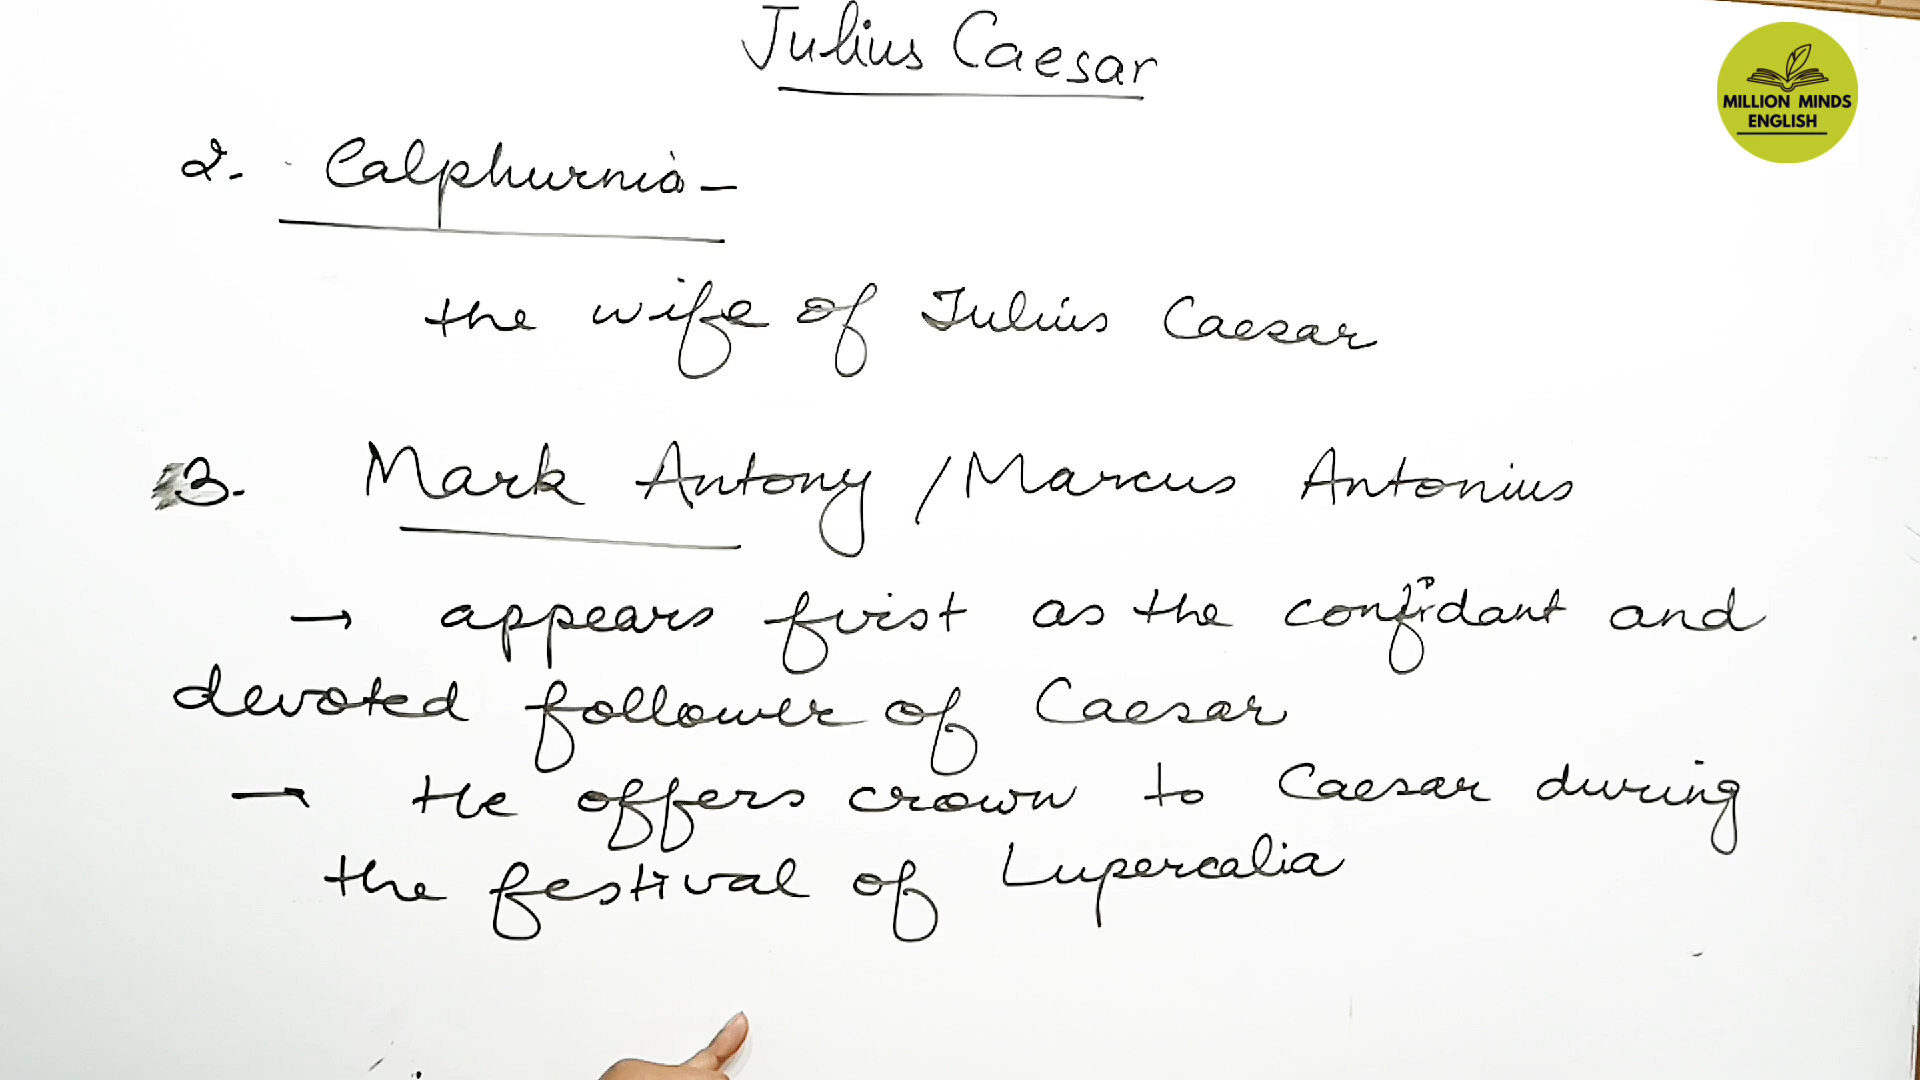 Julius Caesar
MILLION MINDS
ENGLISH
2. Calphurnia -
the wife of Julius Caesar
3. Mark Antony / Marcus Antonius
→ appears first as the confidant and
devoted follower of Caesar
→ He offers crown to Caesar during
the festival of Lupercalia